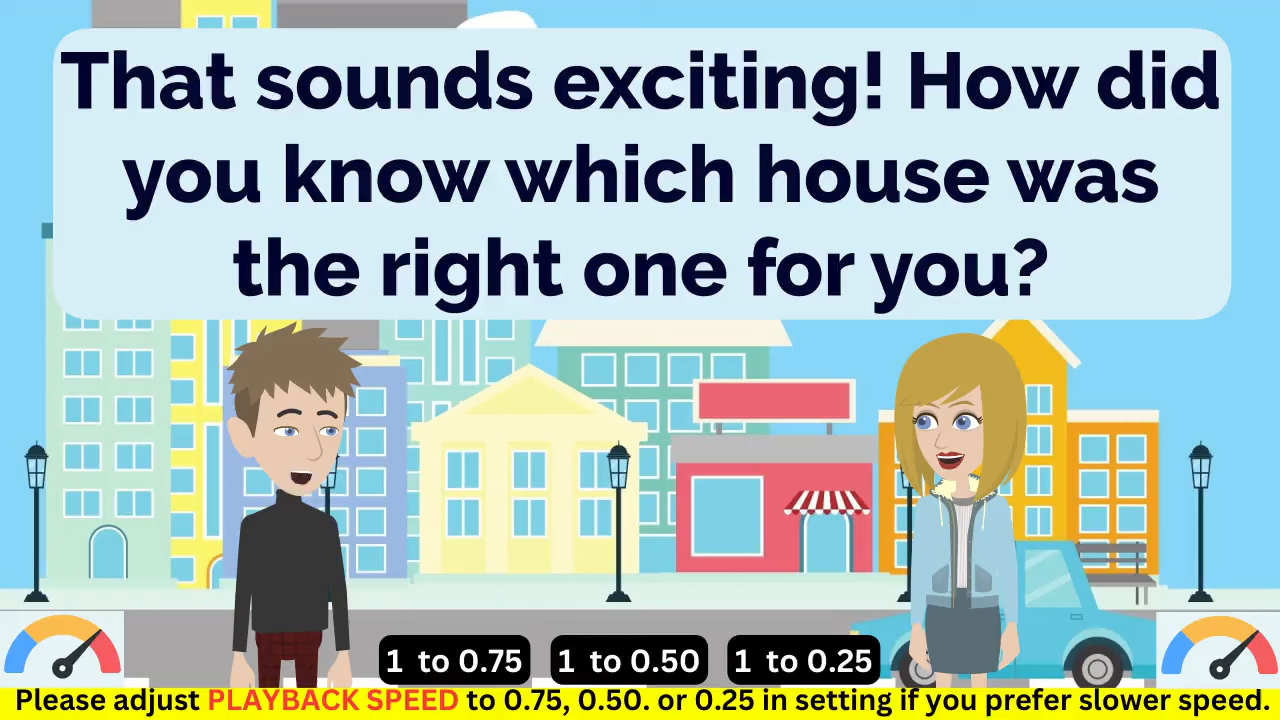 That sounds exciting! How did
you know which house was
the right one for you?
1 to 0.75
1 to 0.50
1 to 0.25
Please adjust PLAYBACK SPEED to 0.75, 0.50. or 0.25 in setting if you prefer slower speed.